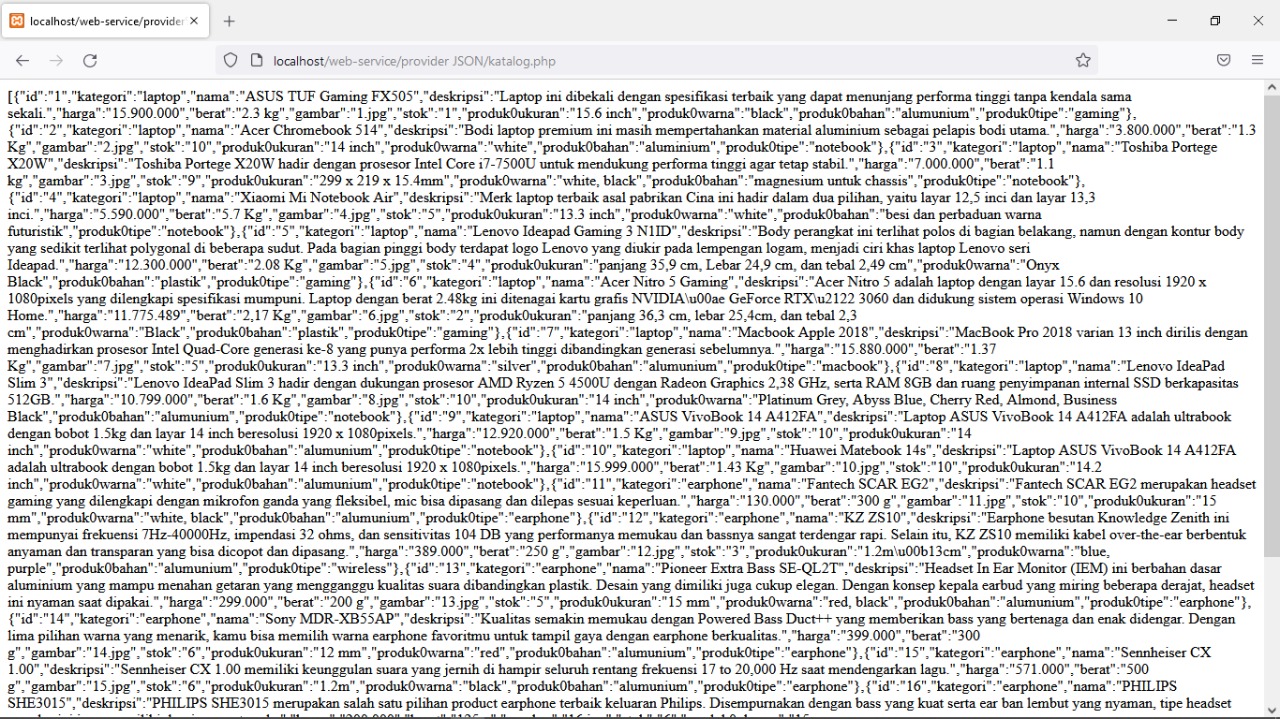 localhost/web-service/provider
localhost/web-service/provider JSON/katalog.php
[{"id":"1","kategori":"laptop","nama":"ASUS TUF Gaming FX505","deskripsi":"Laptop ini dibekali dengan spesifikasi terbaik yang dapat menunjang performa tinggi tanpa kendala sama
sekali.","harga":"15.900.000","berat":"2.3 kg","gambar":"1.jpg","stok":"1","produk0ukuran":"15.6 inch","produk0warna":"black","produk0bahan":"alumunium","produk0tipe":"gaming"},
{"id":"2","kategori":"laptop","nama":"Acer Chromebook 514","deskripsi":"Bodi laptop premium ini masih mempertahankan material aluminium sebagai pelapis bodi utama.","harga":"3.800.000","berat":"1.3
Kg","gambar":"2.jpg","stok":"10","produk0ukuran":"14 inch","produk0warna":"white","produk0bahan":"aluminium","produk0tipe":"notebook"},{"id":"3","kategori":"laptop","nama":"Toshiba Portege
X20W","deskripsi":"Toshiba Portege X20W hadir dengan prosesor Intel Core i7-7500U untuk mendukung performa tinggi agar tetap stabil.","harga":"7.000.000","berat":"1.1
kg","gambar":"3.jpg","stok":"9","produk0ukuran":"299 x 219 x 15.4mm","produk0warna":"white, black","produk0bahan":"magnesium untuk chassis","produk0tipe":"notebook"},
{"id":"4","kategori":"laptop","nama":"Xiaomi Mi Notebook Air","deskripsi":"Merk laptop terbaik asal pabrikan Cina ini hadir dalam dua pilihan, yaitu layar 12,5 inci dan layar 13,3
inci.","harga":"5.590.000","berat":"5.7 Kg","gambar":"4.jpg","stok":"5","produk0ukuran":"13.3 inch","produk0warna":"white","produk0bahan":"besi dan perbaduan warna
futuristik","produk0tipe":"notebook"},{"id":"5","kategori":"laptop","nama":"Lenovo Ideapad Gaming 3 N1ID","deskripsi":"Body perangkat ini terlihat polos di bagian belakang, namun dengan kontur body
yang sedikit terlihat polygonal di beberapa sudut. Pada bagian pinggi body terdapat logo Lenovo yang diukir pada lempengan logam, menjadi ciri khas laptop Lenovo seri
Ideapad.","harga":"12.300.000","berat":"2.08 Kg","gambar":"5.jpg","stok":"4","produk0ukuran":"panjang 35,9 cm, Lebar 24,9 cm, dan tebal 2,49 cm","produk0warna":"Onyx
Black","produk0bahan":"plastik","produk0tipe":"gaming"},{"id":"6","kategori":"laptop","nama":"Acer Nitro 5 Gaming","deskripsi":"Acer Nitro 5 adalah laptop dengan layar 15.6 dan resolusi 1920 x
1080pixels yang dilengkapi spesifikasi mumpuni. Laptop dengan berat 2.48kg ini ditenagai kartu grafis NVIDIA\u00ae GeForce RTX\u2122 3060 dan didukung sistem operasi Windows 10
Home.","harga":"11.775.489","berat":"2,17 Kg","gambar":"6.jpg","stok":"2","produk0ukuran":"panjang 36,3 cm, lebar 25,4cm, dan tebal 2,3
cm","produk0warna":"Black","produk0bahan":"plastik","produk0tipe":"gaming"},{"id":"7","kategori":"laptop","nama":"Macbook Apple 2018","deskripsi":"MacBook Pro 2018 varian 13 inch dirilis dengan
menghadirkan prosesor Intel Quad-Core generasi ke-8 yang punya performa 2x lebih tinggi dibandingkan generasi sebelumnya.","harga":"15.880.000","berat":"1.37
Kg","gambar":"7.jpg","stok":"5","produk0ukuran":"13.3 inch","produk0warna":"silver","produk0bahan":"alumunium","produk0tipe":"macbook"},{"id":"8","kategori":"laptop","nama":"Lenovo IdeaPad
Slim 3","deskripsi":"Lenovo IdeaPad Slim 3 hadir dengan dukungan prosesor AMD Ryzen 5 4500U dengan Radeon Graphics 2,38 GHz, serta RAM 8GB dan ruang penyimpanan internal SSD berkapasitas
512GB.","harga":"10.799.000","berat":"1.6 Kg","gambar":"8.jpg","stok":"10","produk0ukuran":"14 inch","produk0warna":"Platinum Grey, Abyss Blue, Cherry Red, Almond, Business
Black","produk0bahan":"alumunium","produk0tipe":"notebook"},{"id":"9","kategori":"laptop","nama":"ASUS VivoBook 14 A412FA","deskripsi":"Laptop ASUS VivoBook 14 A412FA adalah ultrabook
dengan bobot 1.5kg dan layar 14 inch beresolusi 1920 x 1080pixels.","harga":"12.920.000","berat":"1.5 Kg","gambar":"9.jpg","stok":"10","produk0ukuran":"14
inch","produk0warna":"white","produk0bahan":"alumunium","produk0tipe":"notebook"},{"id":"10","kategori":"laptop","nama":"Huawei Matebook 14s","deskripsi":"Laptop ASUS VivoBook 14 A412FA
adalah ultrabook dengan bobot 1.5kg dan layar 14 inch beresolusi 1920 x 1080pixels.","harga":"15.999.000","berat":"1.43 Kg","gambar":"10.jpg","stok":"10","produk0ukuran":"14.2
inch","produk0warna":"white","produk0bahan":"alumunium","produk0tipe":"notebook"},{"id":"11","kategori":"earphone","nama":"Fantech SCAR EG2","deskripsi":"Fantech SCAR EG2 merupakan headset
gaming yang dilengkapi dengan mikrofon ganda yang fleksibel, mic bisa dipasang dan dilepas sesuai keperluan.","harga":"130.000","berat":"300 g","gambar":"11.jpg","stok":"10","produk0ukuran":"15
mm","produk0warna":"white, black","produk0bahan":"alumunium","produk0tipe":"earphone"},{"id":"12","kategori":"earphone","nama":"KZ ZS10","deskripsi":"Earphone besutan Knowledge Zenith ini
mempunyai frekuensi 7Hz-40000Hz, impendasi 32 ohms, dan sensitivitas 104 DB yang performanya memukau dan bassnya sangat terdengar rapi. Selain itu, KZ ZS10 memiliki kabel over-the-ear berbentuk
anyaman dan transparan yang bisa dicopot dan dipasang.","harga":"389.000","berat":"250 g","gambar":"12.jpg","stok":"3","produk0ukuran":"1.2m\u00b13cm","produk0warna":"blue,
purple","produk0bahan":"alumunium","produk0tipe":"wireless"},{"id":"13","kategori":"earphone","nama":"Pioneer Extra Bass SE-QL2T","deskripsi":"Headset In Ear Monitor (IEM) ini berbahan dasar
aluminium yang mampu menahan getaran yang mengganggu kualitas suara dibandingkan plastik. Desain yang dimiliki juga cukup elegan. Dengan konsep kepala earbud yang miring beberapa derajat, headset
ini nyaman saat dipakai.","harga":"299.000","berat":"200 g","gambar":"13.jpg","stok":"5","produk0ukuran":"15 mm","produk0warna":"red, black","produk0bahan":"alumunium","produk0tipe":"earphone"},
{"id":"14","kategori":"earphone","nama":"Sony MDR-XB55AP","deskripsi":"Kualitas semakin memukau dengan Powered Bass Duct++ yang memberikan bass yang bertenaga dan enak didengar. Dengan
lima pilihan warna yang menarik, kamu bisa memilih warna earphone favoritmu untuk tampil gaya dengan earphone berkualitas.","harga":"399.000","berat":"300
g","gambar":"14.jpg","stok":"6","produk0ukuran":"12 mm","produk0warna":"red","produk0bahan":"alumunium","produk0tipe":"earphone"},{"id":"15","kategori":"earphone","nama":"Sennheiser CX
1.00","deskripsi":"Sennheiser CX 1.00 memiliki keunggulan suara yang jernih di hampir seluruh rentang frekuensi 17 to 20,000 Hz saat mendengarkan lagu.","harga":"571.000","berat":"500
g","gambar":"15.jpg","stok":"6","produk0ukuran":"1.2m","produk0warna":"black","produk0bahan":"alumunium","produk0tipe":"earphone"},{"id":"16","kategori":"earphone","nama":"PHILIPS
SHE3015","deskripsi":"PHILIPS SHE3015 merupakan salah satu pilihan product earphone terbaik keluaran Philips. Disempurnakan dengan bass yang kuat serta ear ban lembut yang nyaman, tipe headset